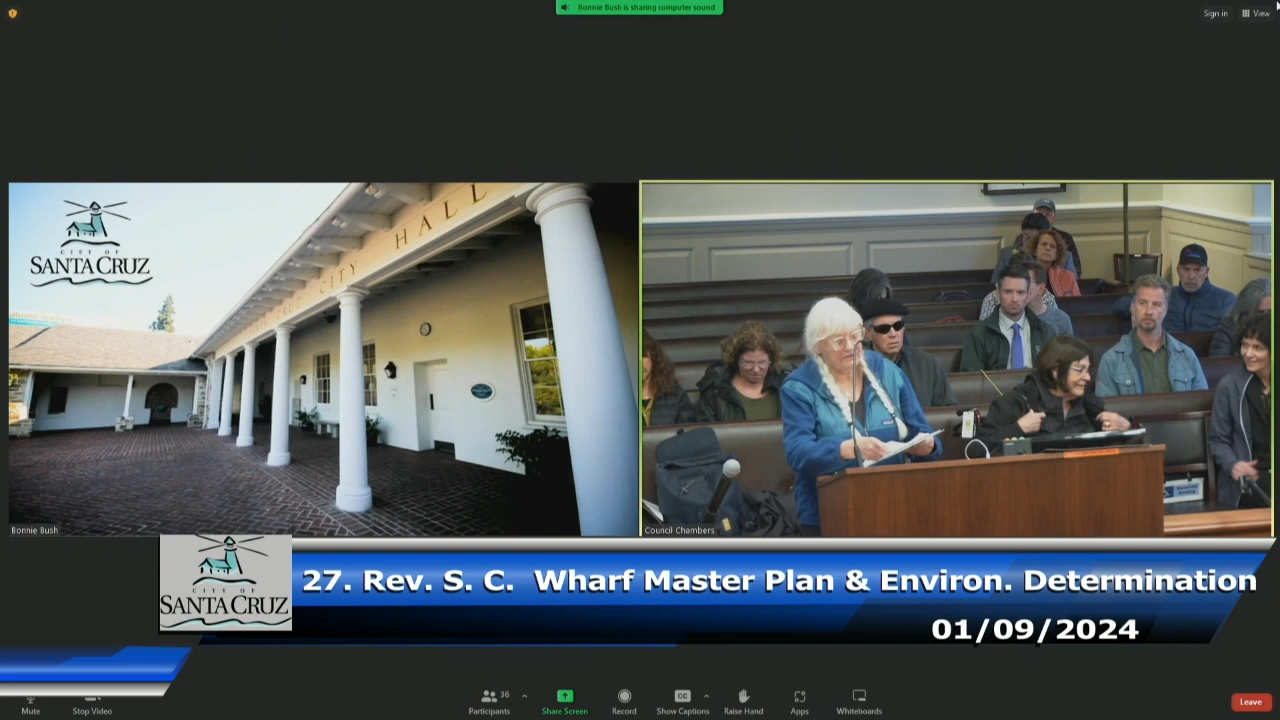 Bonnie Bush is sharing computer sound
Sign in
View
CITY OF
SANTA CRUZ
CITY HALL
Bonnie Bush
Council Chambers
CITY OF
SANTA CRUZ
27. Rev. S. C. Wharf Master Plan & Environ. Determination
01/09/2024
Mute
Stop Video
Participants
36
Share Screen
CC
Record
Show Captions
Raise Hand
Apps
Whiteboards
Leave